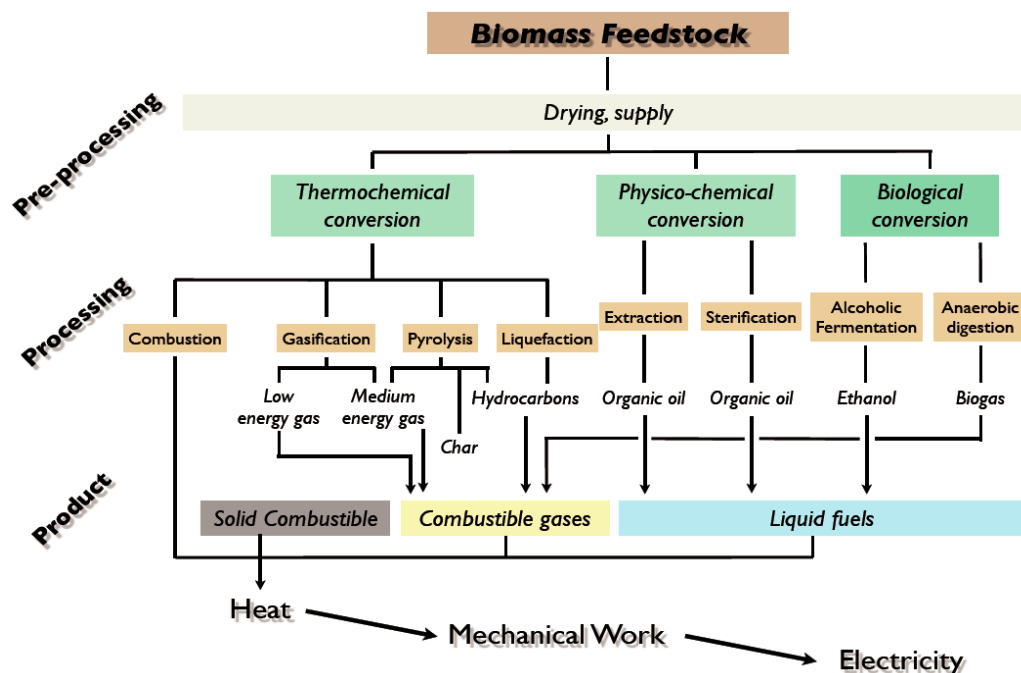 Biomass Feedstock
Pre-processing
Drying, supply
Thermochemical
conversion
Physico-chemical
conversion
Biological
conversion
Processing
Combustion
Gasification
Pyrolysis
Liquefaction
Extraction
Sterification
Alcoholic
Fermentation
Anaerobic
digestion
Low
energy gas
Medium
energy gas
Char
Hydrocarbons
Organic oil
Organic oil
Ethanol
Biogas
Product
Solid Combustible
Combustible gases
Liquid fuels
Heat
Mechanical Work
Electricity